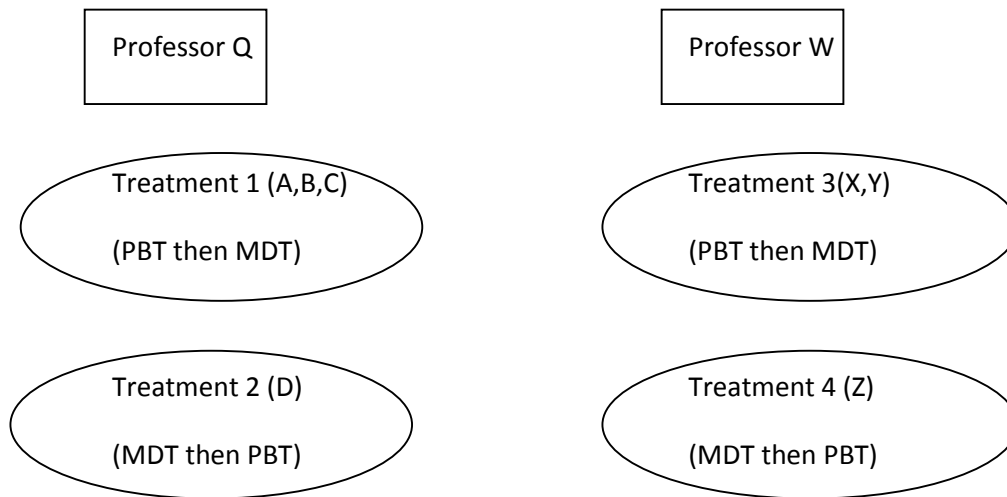 Professor Q
Professor W
Treatment 1 (A,B,C)
(PBT then MDT)
Treatment 3(X,Y)
(PBT then MDT)
Treatment 2 (D)
(MDT then PBT)
Treatment 4 (Z)
(MDT then PBT)